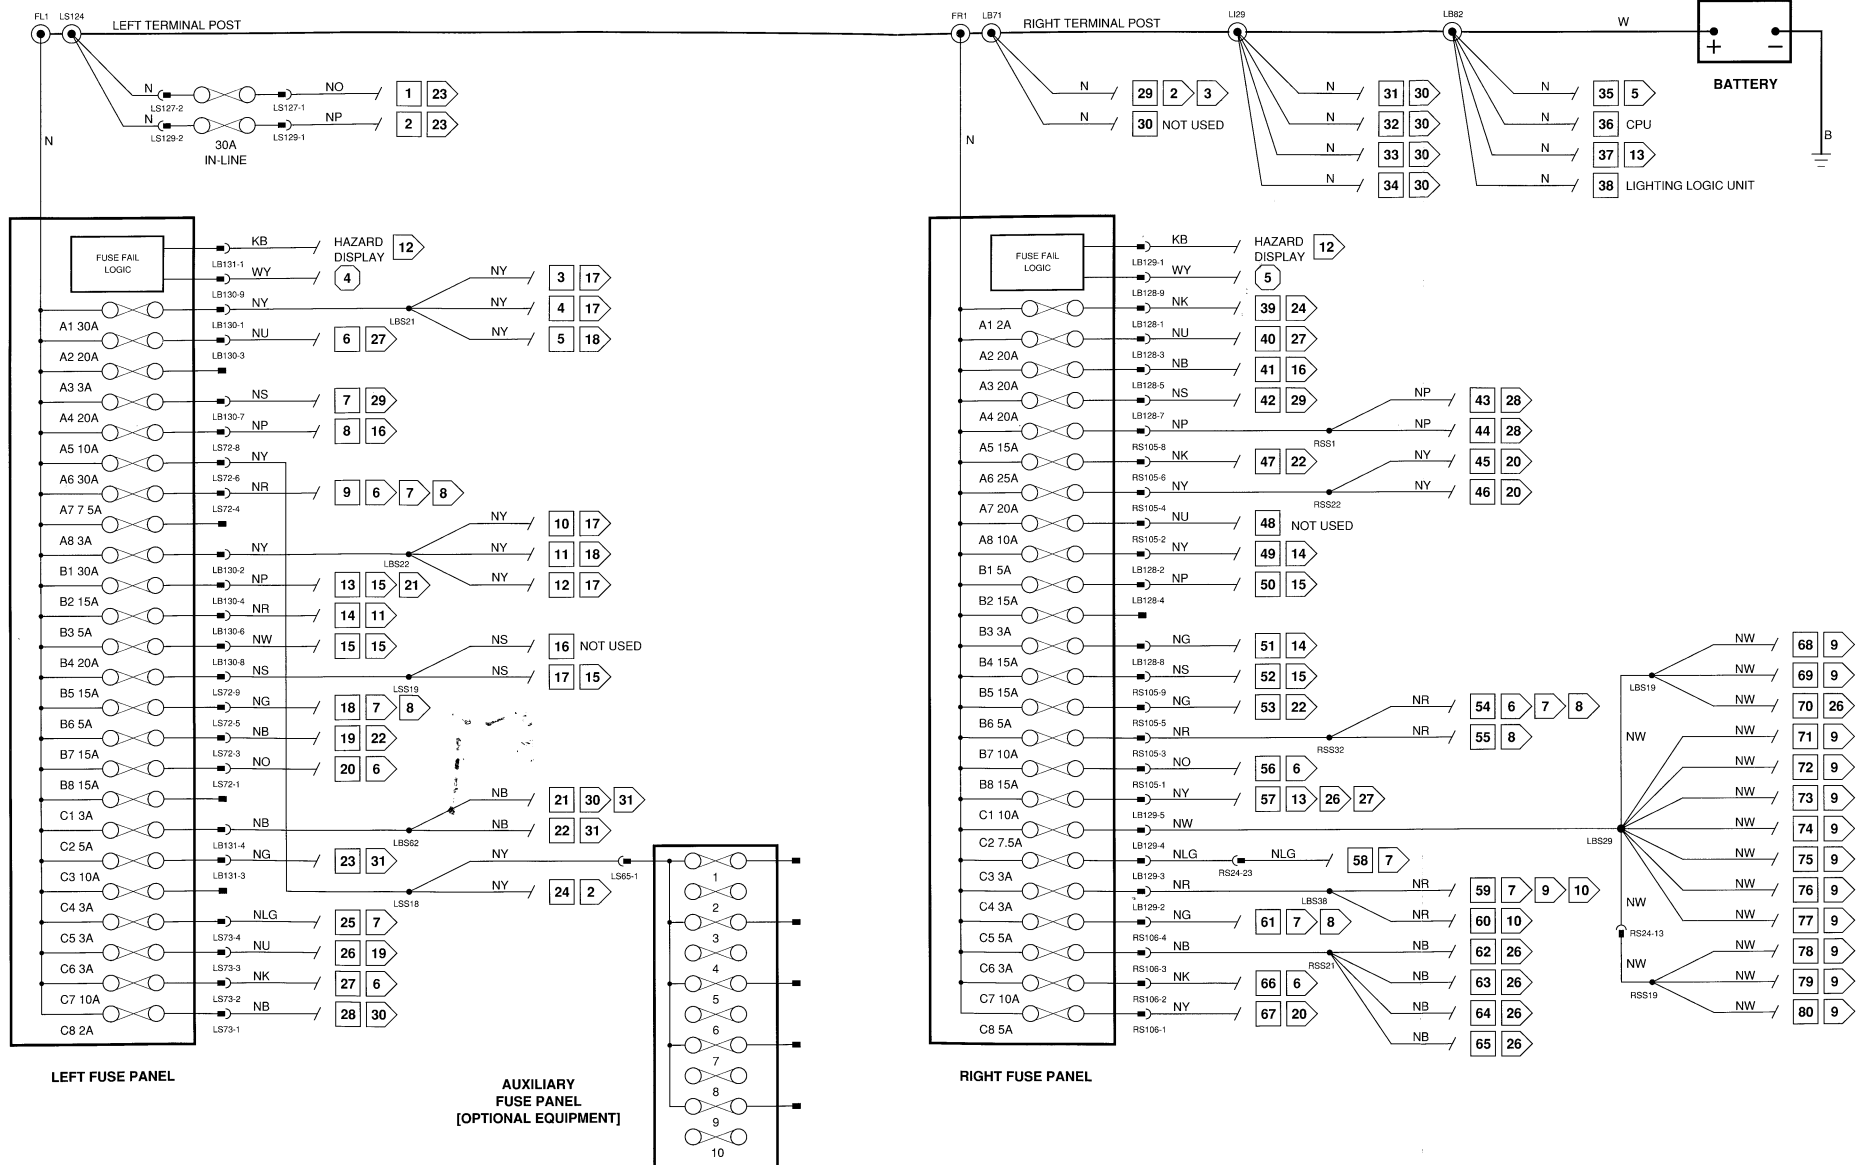 FL1 LS124 LEFT TERMINAL POST FR1 LB71 RIGHT TERMINAL POST LI29 LB82 W
+ −
BATTERY
B
N LS127-2 LS127-1 NO 1 23
N LS129-2 LS129-1 NP 2 23
30A
IN-LINE
N
N 29 2 3
N 30 NOT USED
N
N 31 30
N 32 30
N 33 30
N 34 30
N 35 5
N 36 CPU
N 37 13
N 38 LIGHTING LOGIC UNIT
FUSE FAIL
LOGIC
KB HAZARD
DISPLAY 12
LB131-1 WY 4
LB130-9 NY LBS21
NY 3 17
NY 4 17
NY 5 18
A1 30A LB130-1 NU 6 27
A2 20A LB130-3
A3 3A NS 7 29
A4 20A LB130-7 NP 8 16
A5 10A LS72-8 NY
A6 30A LS72-6 NR 9 6 7 8
A7 7 5A LS72-4
A8 3A NY LBS22
NY 10 17
NY 11 18
NY 12 17
B1 30A LB130-2 NP 13 15 21
B2 15A LB130-4 NR 14 11
B3 5A LB130-6 NW 15 15
B4 20A LB130-8 NS LSS19
NS 16 NOT USED
NS 17 15
B5 15A LS72-9 NG 18 7 8
B6 5A LS72-5 NB 19 22
B7 15A LS72-3 NO 20 6
B8 15A LS72-1
C1 3A NB LBS62
NB 21 30 31
NB 22 31
C2 5A LB131-4 NG 23 31
C3 10A LB131-3
NY LS65-1
LSS18 NY 24 2
C4 3A NLG 25 7
C5 3A LS73-4 NU 26 19
C6 3A LS73-3 NK 27 6
C7 10A LS73-2 NB 28 30
C8 2A LS73-1
LEFT FUSE PANEL
AUXILIARY
FUSE PANEL
[OPTIONAL EQUIPMENT]
1
2
3
4
5
6
7
8
9
10
FUSE FAIL
LOGIC
KB HAZARD
DISPLAY 12
LB129-1 WY 5
LB128-9 NK 39 24
A1 2A LB128-1 NU 40 27
A2 20A LB128-3 NB 41 16
A3 20A LB128-5 NS 42 29
A4 20A LB128-7 NP RSS1
NP 43 28
NP 44 28
A5 15A RS105-8 NK 47 22
A6 25A RS105-6 NY RSS22
NY 45 20
NY 46 20
A7 20A RS105-4 NU 48 NOT USED
A8 10A RS105-2 NY 49 14
B1 5A LB128-2 NP 50 15
B2 15A LB128-4
B3 3A NG 51 14
B4 15A LB128-8 NS 52 15
B5 15A RS105-9 NG 53 22
B6 5A RS105-5 NR RSS32
NR 54 6 7 8
NR 55 8
B7 10A RS105-3 NO 56 6
B8 15A RS105-1 NY 57 13 26 27
C1 10A LB129-5 NW LBS29
C2 7.5A LB129-4 NLG RS24-23 NLG 58 7
C3 3A LB129-3 NR LBS38
NR 59 7 9 10
NR 60 10
C4 3A LB129-2 NG 61 7 8
C5 5A RS106-4 NB RSS21
NB 62 26
NB 63 26
NB 64 26
NB 65 26
C6 3A RS106-3 NK 66 6
C7 10A RS106-2 NY 67 20
C8 5A RS106-1
RIGHT FUSE PANEL
LBS19
NW 68 9
NW 69 9
NW 70 26
NW
NW 71 9
NW 72 9
NW 73 9
NW 74 9
NW 75 9
NW 76 9
NW 77 9
NW
RS24-13
NW
RSS19
NW 78 9
NW 79 9
NW 80 9